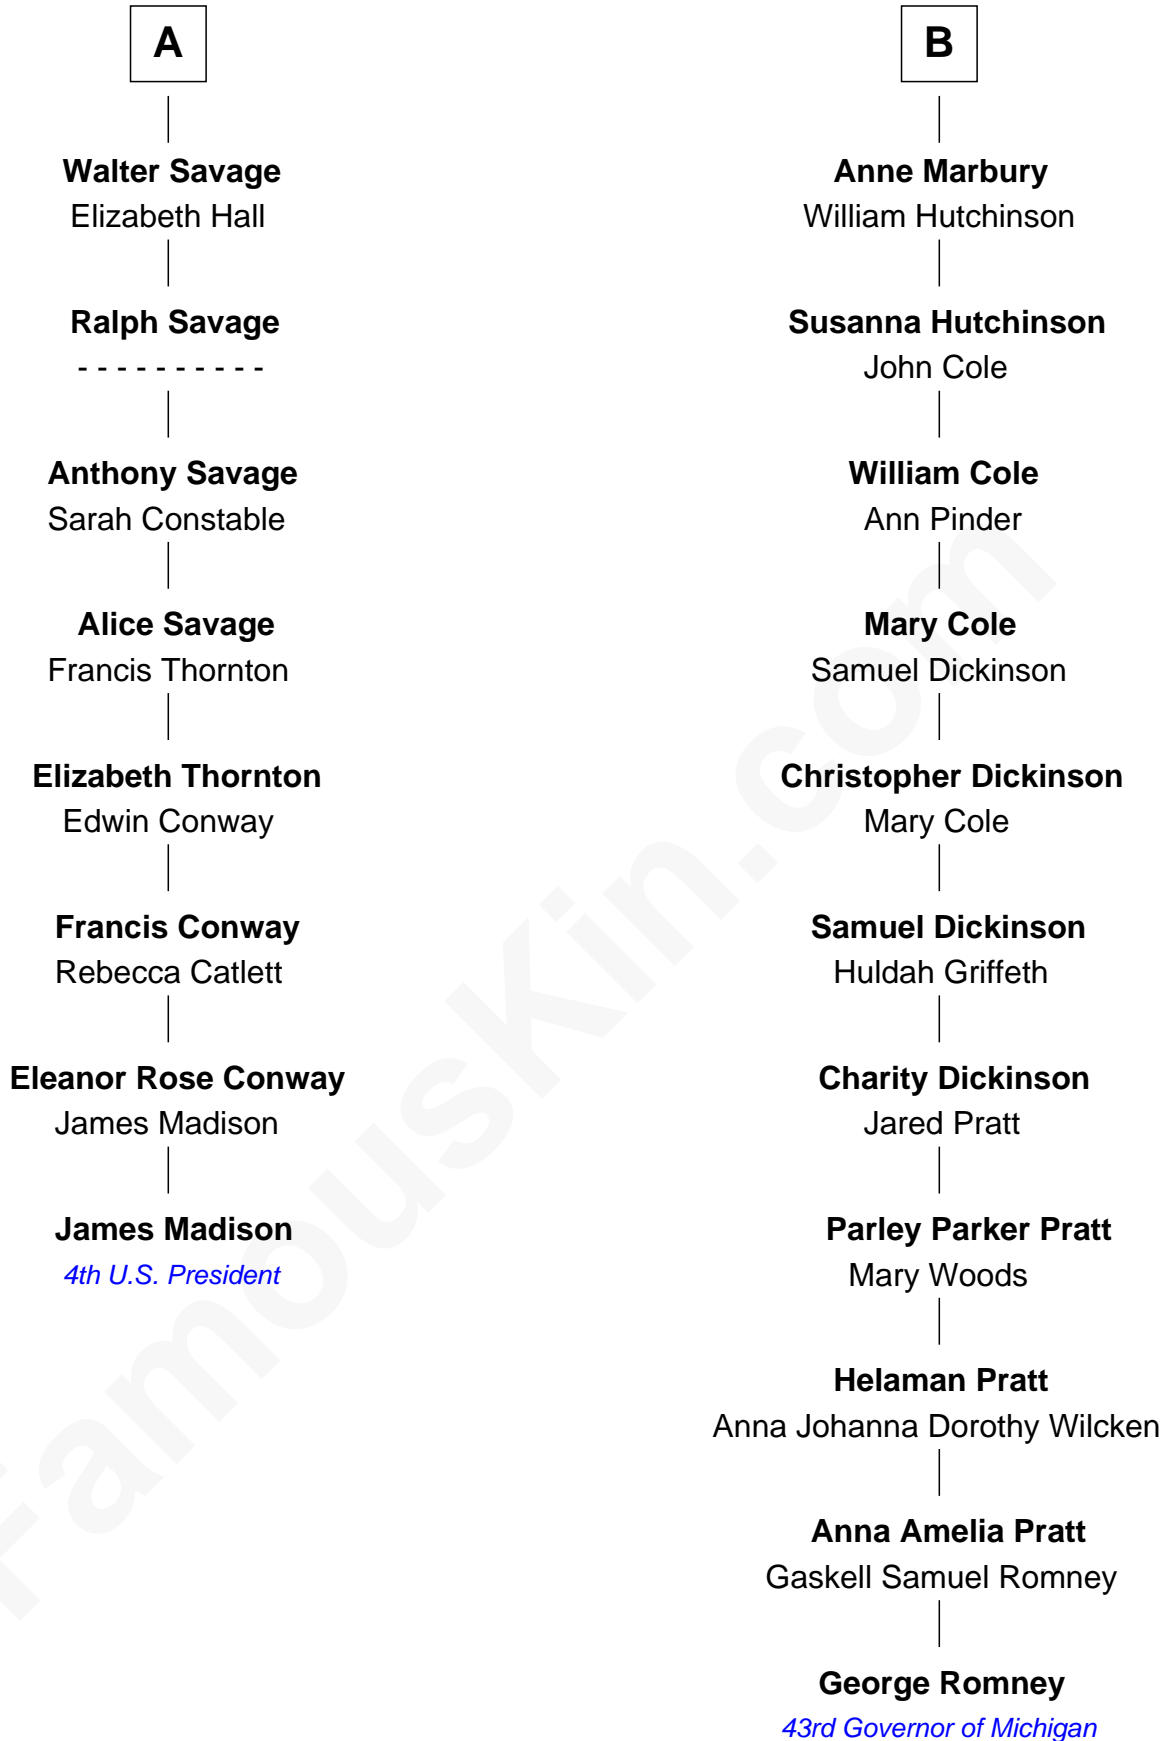 A
Walter Savage
Elizabeth Hall
Ralph Savage
- - - - - - - - - -
Anthony Savage
Sarah Constable
Alice Savage
Francis Thornton
Elizabeth Thornton
Edwin Conway
Francis Conway
Rebecca Catlett
Eleanor Rose Conway
James Madison
James Madison
4th U.S. President
B
Anne Marbury
William Hutchinson
Susanna Hutchinson
John Cole
William Cole
Ann Pinder
Mary Cole
Samuel Dickinson
Christopher Dickinson
Mary Cole
Samuel Dickinson
Huldah Griffeth
Charity Dickinson
Jared Pratt
Parley Parker Pratt
Mary Woods
Helaman Pratt
Anna Johanna Dorothy Wilcken
Anna Amelia Pratt
Gaskell Samuel Romney
George Romney
43rd Governor of Michigan
FamousKin.com